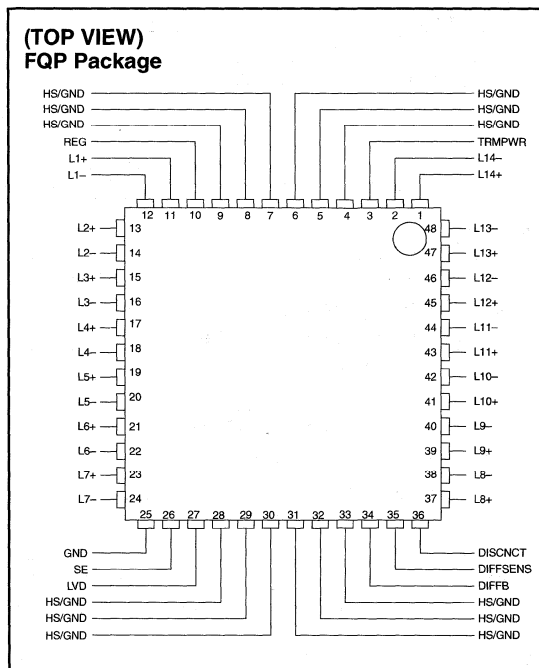 (TOP VIEW)
FQP Package
HS/GND HS/GND
HS/GND HS/GND
HS/GND HS/GND
REG TRMPWR
L1+ L14–
L1– L14+
12 11 10 9 8 7 6 5 4 3 2 1
L2+ 13 48 L13–
L2– 14 47 L13+
L3+ 15 46 L12–
L3– 16 45 L12+
L4+ 17 44 L11–
L4– 18 43 L11+
L5+ 19 42 L10–
L5– 20 41 L10+
L6+ 21 40 L9–
L6– 22 39 L9+
L7+ 23 38 L8–
L7– 24 37 L8+
25 26 27 28 29 30 31 32 33 34 35 36
GND DISCNCT
SE DIFFSENS
LVD DIFFB
HS/GND HS/GND
HS/GND HS/GND
HS/GND HS/GND